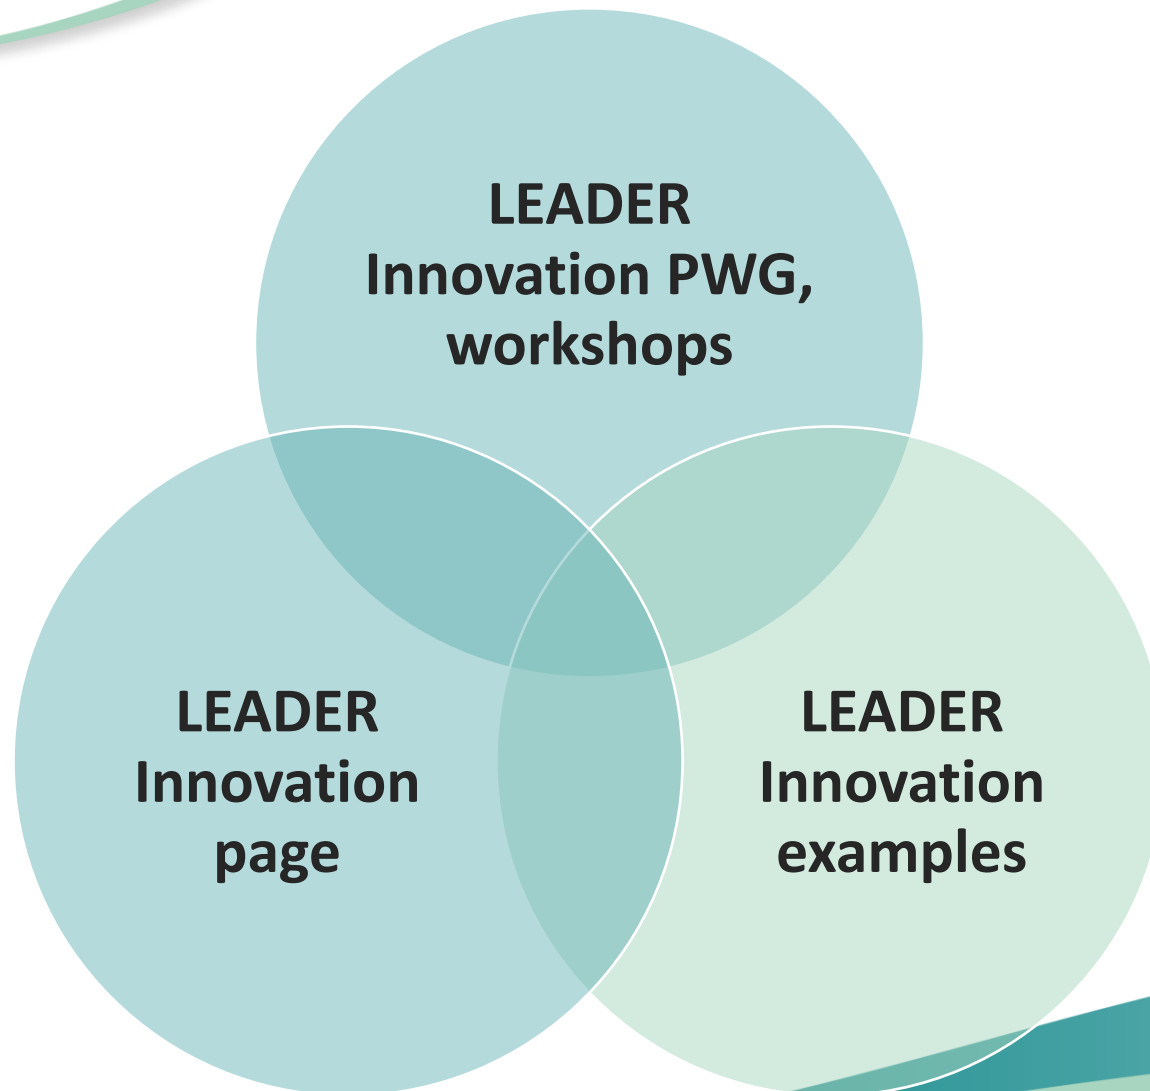 LEADER
Innovation PWG,
workshops
LEADER
Innovation
page
LEADER
Innovation
examples